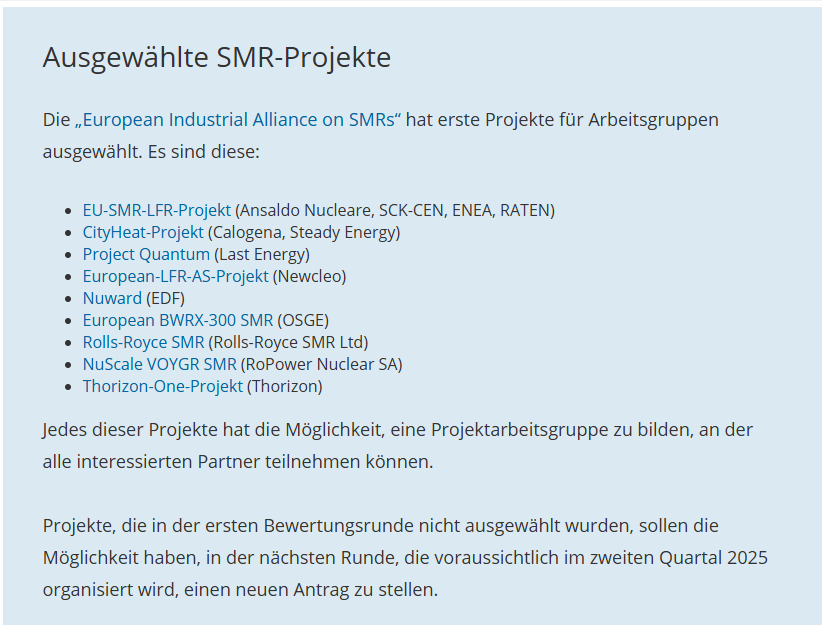 Ausgewählte SMR-Projekte
Die „European Industrial Alliance on SMRs“ hat erste Projekte für Arbeitsgruppen
ausgewählt. Es sind diese:
• EU-SMR-LFR-Projekt (Ansaldo Nucleare, SCK-CEN, ENEA, RATEN)
• CityHeat-Projekt (Calogena, Steady Energy)
• Project Quantum (Last Energy)
• European-LFR-AS-Projekt (Newcleo)
• Nuward (EDF)
• European BWRX-300 SMR (OSGE)
• Rolls-Royce SMR (Rolls-Royce SMR Ltd)
• NuScale VOYGR SMR (RoPower Nuclear SA)
• Thorizon-One-Projekt (Thorizon)
Jedes dieser Projekte hat die Möglichkeit, eine Projektarbeitsgruppe zu bilden, an der
alle interessierten Partner teilnehmen können.
Projekte, die in der ersten Bewertungsrunde nicht ausgewählt wurden, sollen die
Möglichkeit haben, in der nächsten Runde, die voraussichtlich im zweiten Quartal 2025
organisiert wird, einen neuen Antrag zu stellen.